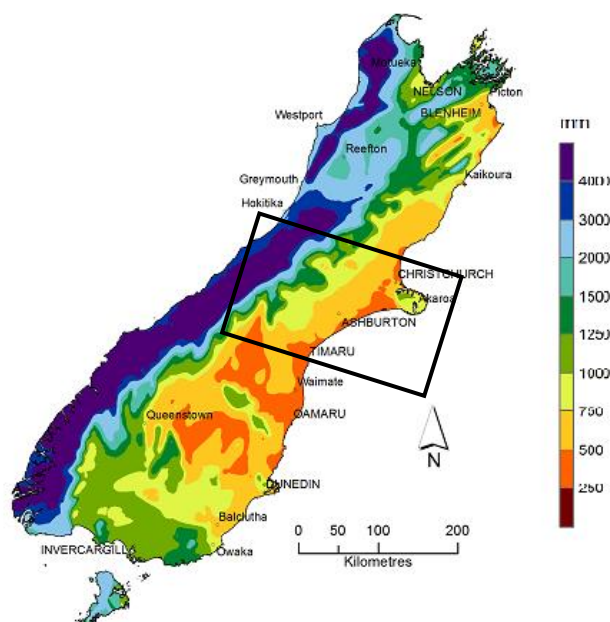 Motueka
NELSON
Picton
BLENHEIM
Westport
mm
Reefton
Kaikoura
Greymouth
Hokitika
CHRISTCHURCH
Akaroa
ASHBURTON
TIMARU
Waimate
Queenstown
OAMARU
DUNEDIN
Balclutha
INVERCARGILL
Owaka
N
0 50 100 200
Kilometres
4000
3000
2000
1500
1250
1000
750
500
250